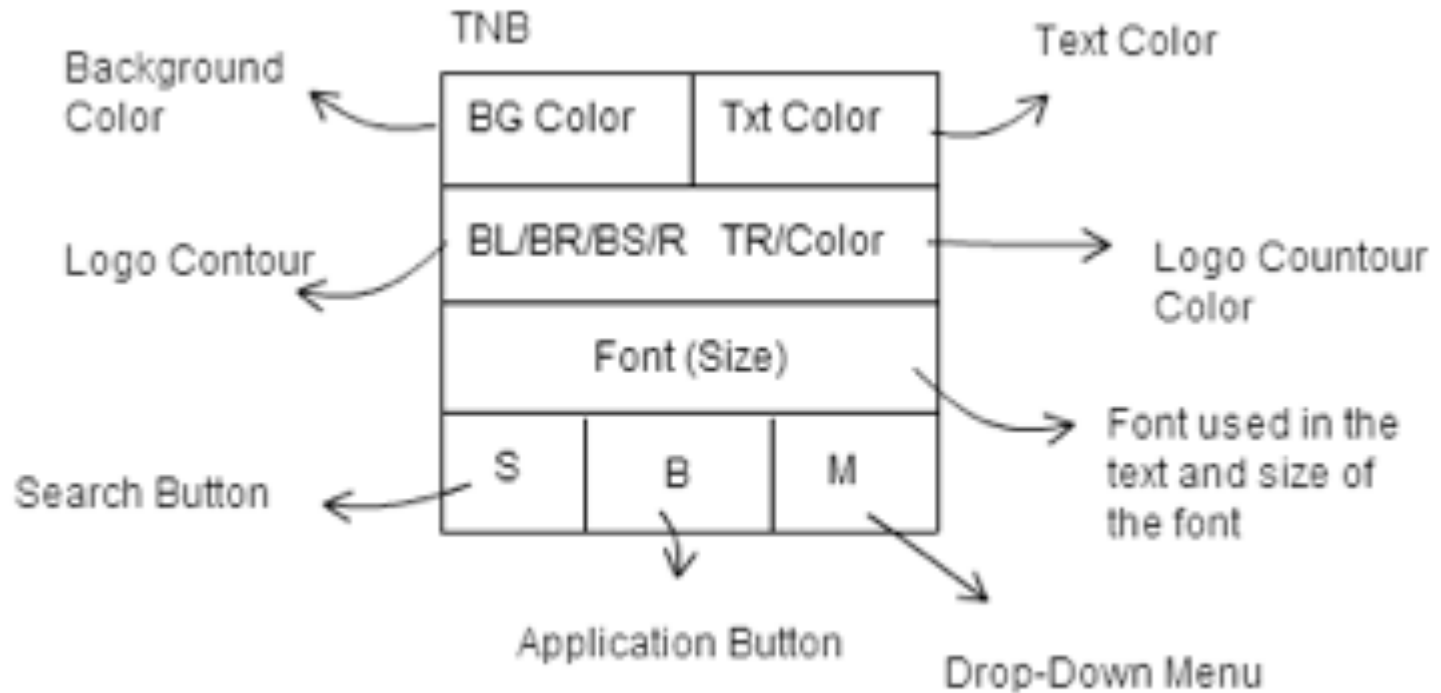 TNB
Text Color
Background
Color
BG Color
Txt Color
BL/BR/BS/R
TR/Color
Logo Contour
Logo Countour
Color
Font (Size)
Font used in the
text and size of
the font
S
B
M
Search Button
Application Button
Drop-Down Menu